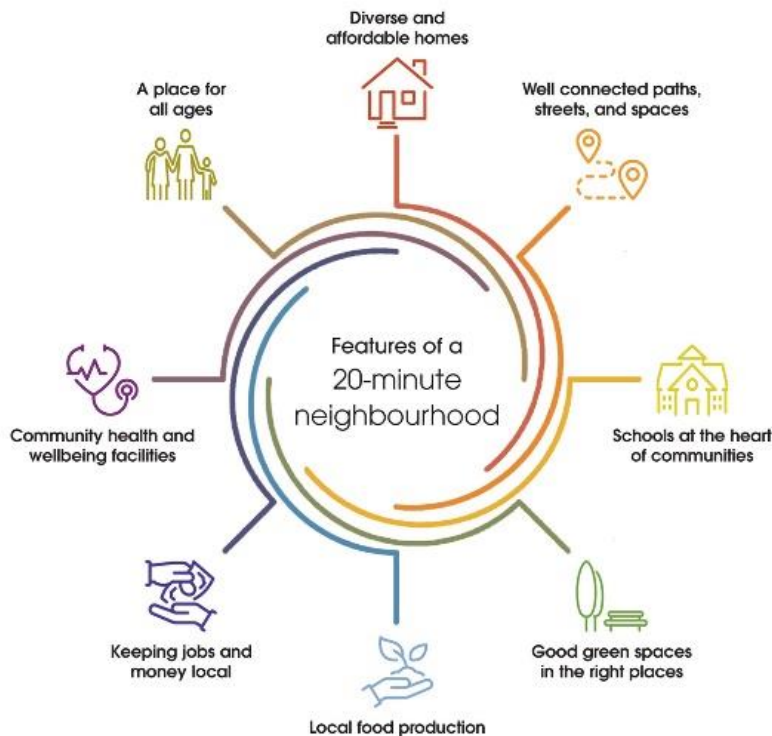 Diverse and
affordable homes
Well connected paths,
streets, and spaces
Schools at the heart
of communities
Good green spaces
in the right places
Local food production
Keeping jobs and
money local
Community health and
wellbeing facilities
A place for
all ages
Features of a
20-minute
neighbourhood